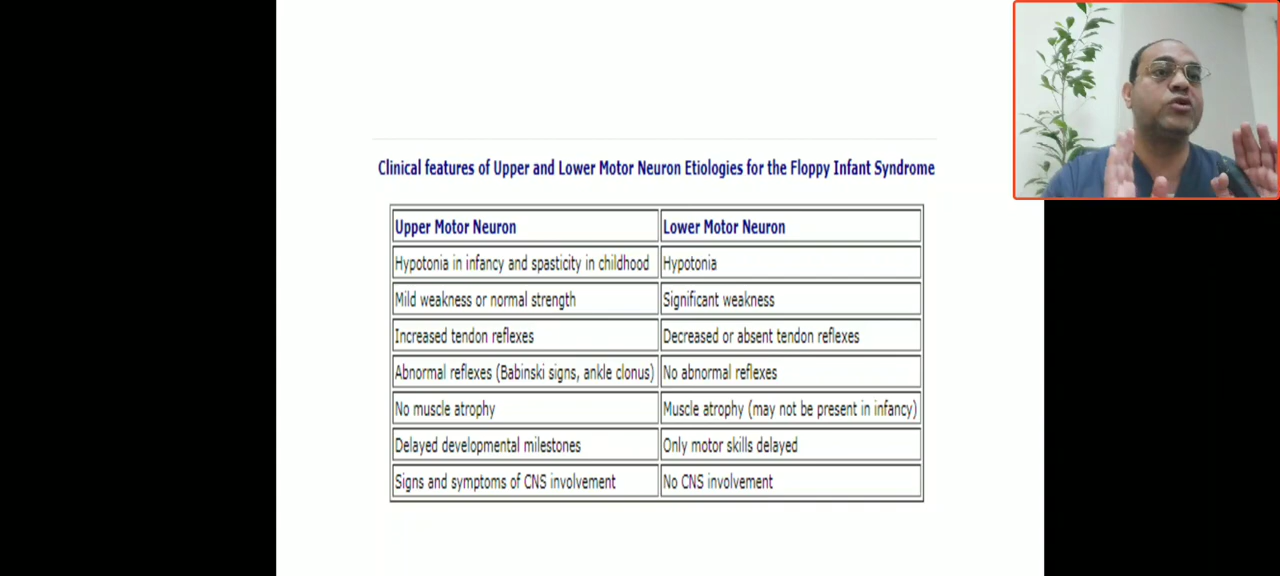 Clinical features of Upper and Lower Motor Neuron Etiologies for the Floppy Infant Syndrome
Upper Motor Neuron Lower Motor Neuron
Hypotonia in infancy and spasticity in childhood Hypotonia
Mild weakness or normal strength Significant weakness
Increased tendon reflexes Decreased or absent tendon reflexes
Abnormal reflexes (Babinski signs, ankle clonus) No abnormal reflexes
No muscle atrophy Muscle atrophy (may not be present in infancy)
Delayed developmental milestones Only motor skills delayed
Signs and symptoms of CNS involvement No CNS involvement